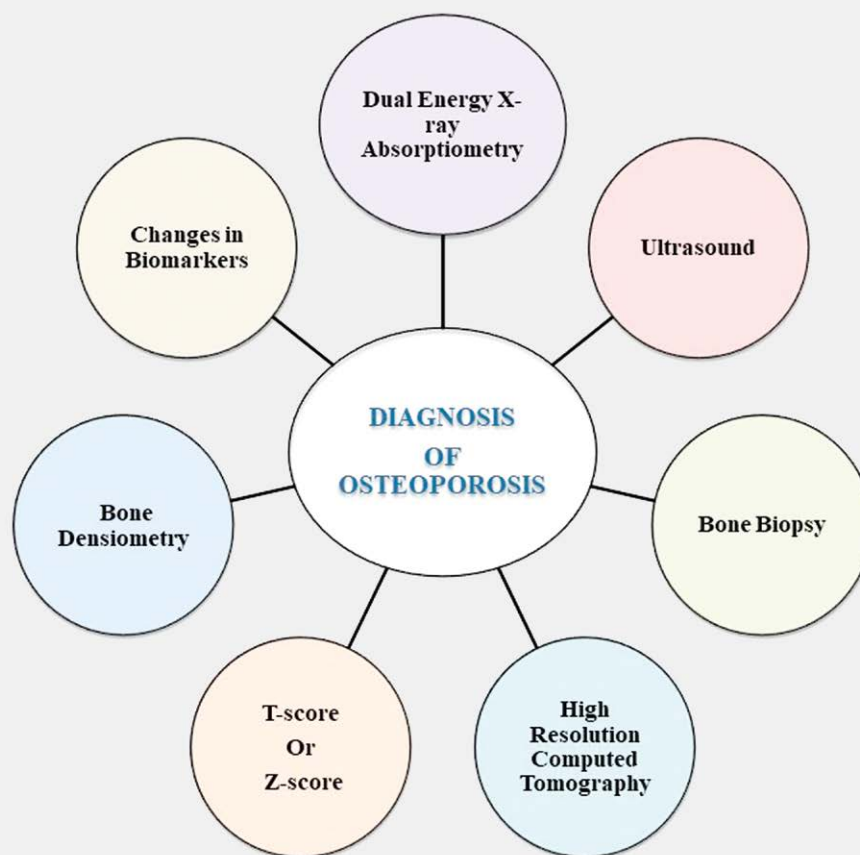 Dual Energy X-
ray
Absorptiometry
Changes in
Biomarkers
Ultrasound
DIAGNOSIS
OF
OSTEOPOROSIS
Bone
Densiometry
Bone Biopsy
T-score
Or
Z-score
High
Resolution
Computed
Tomography